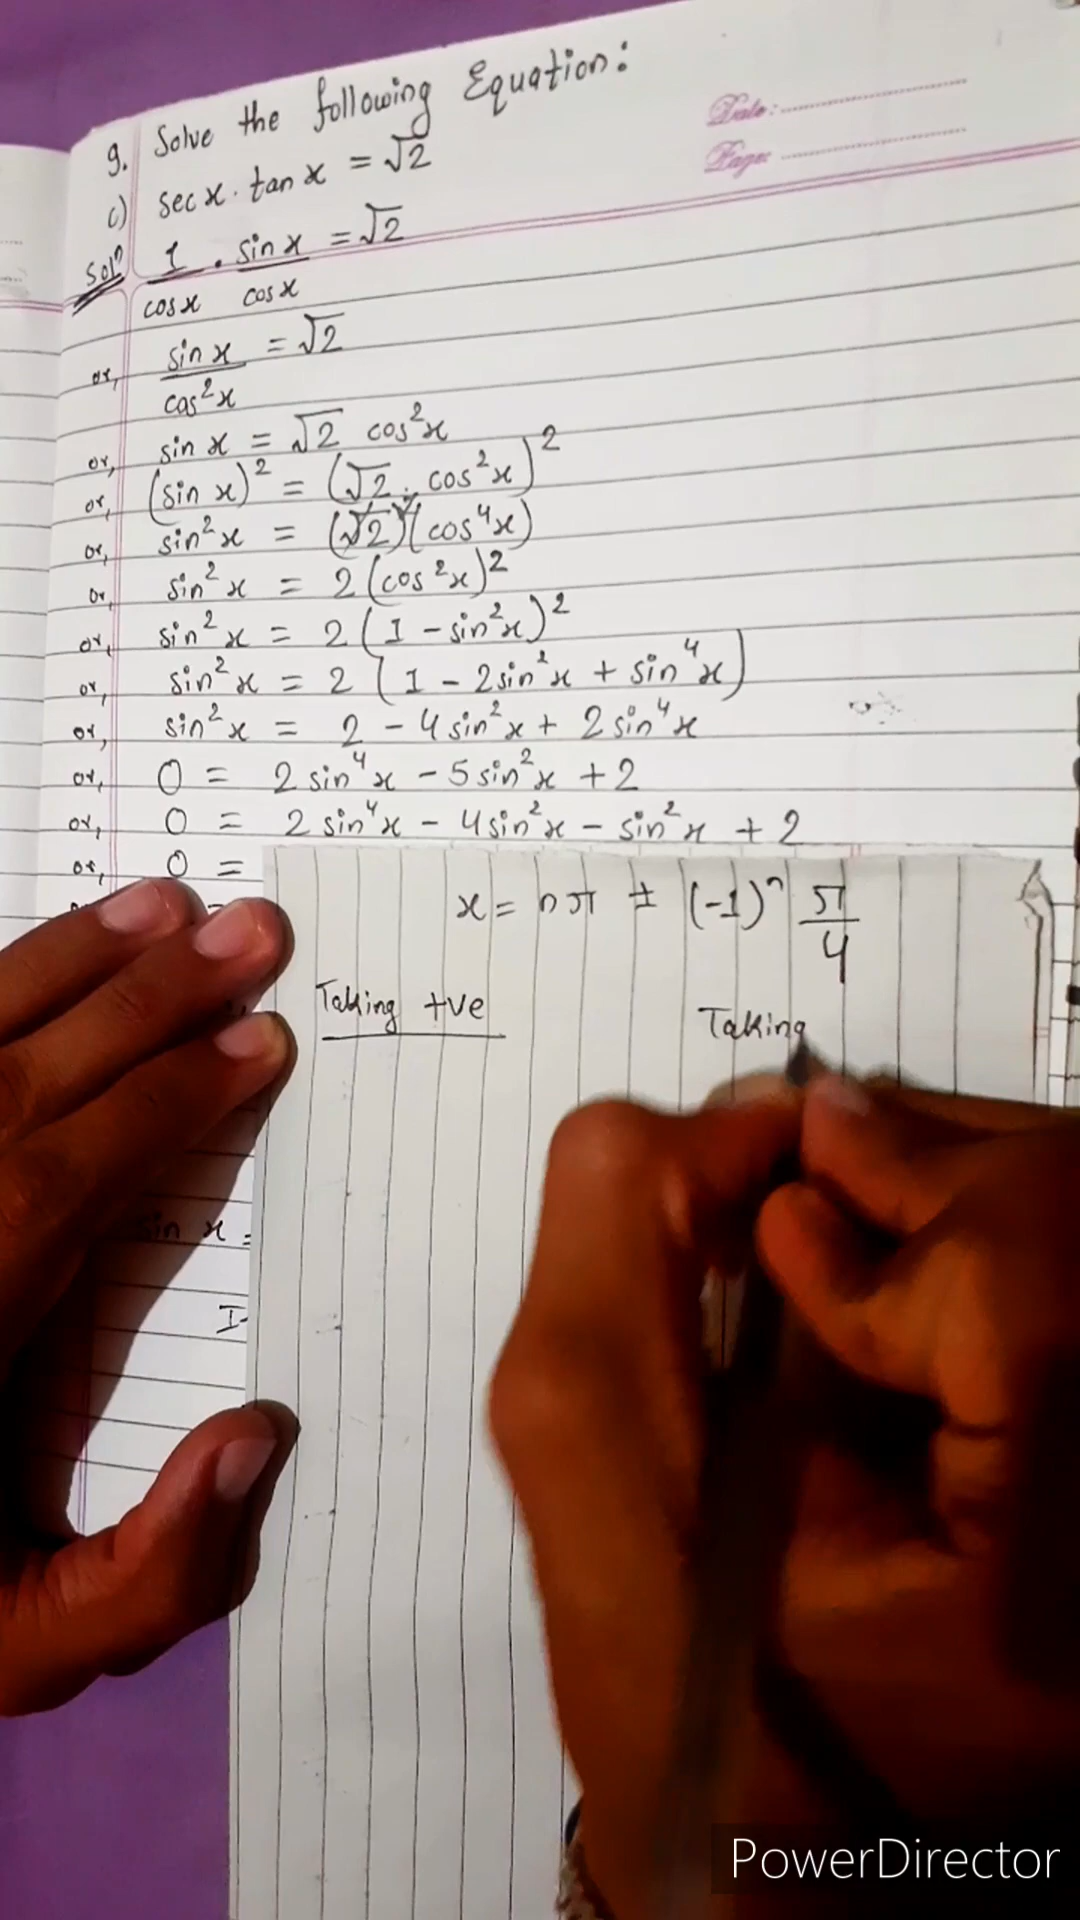 9. Solve the following Equation:
Date:
Page:
c) sec x . tan x = √2
Solⁿ 1/cos x . sin x/cos x = √2
or, sin x/cos²x = √2
or, sin x = √2 cos²x
or, (sin x)² = (√2 . cos²x)²
or, sin²x = (√2)²(cos⁴x)
or, sin²x = 2(cos²x)²
or, sin²x = 2(1 - sin²x)²
or, sin²x = 2(1 - 2sin²x + sin⁴x)
or, sin²x = 2 - 4sin²x + 2sin⁴x
or, 0 = 2sin⁴x - 5sin²x + 2
or, 0 = 2sin⁴x - 4sin²x - sin²x + 2
or, 0 =
x = nπ ± (-1)ⁿ π/4
Taking +ve
Taking
sin x =
PowerDirector